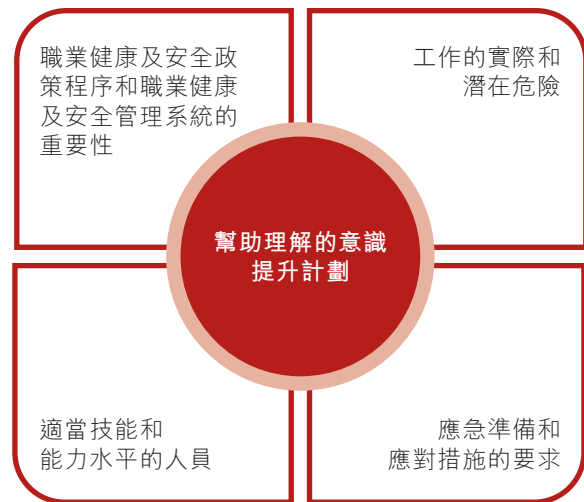 職業健康及安全政
策程序和職業健康
及安全管理系統的
重要性
工作的實際和
潛在危險
幫助理解的意識
提升計劃
適當技能和
能力水平的人員
應急準備和
應對措施的要求